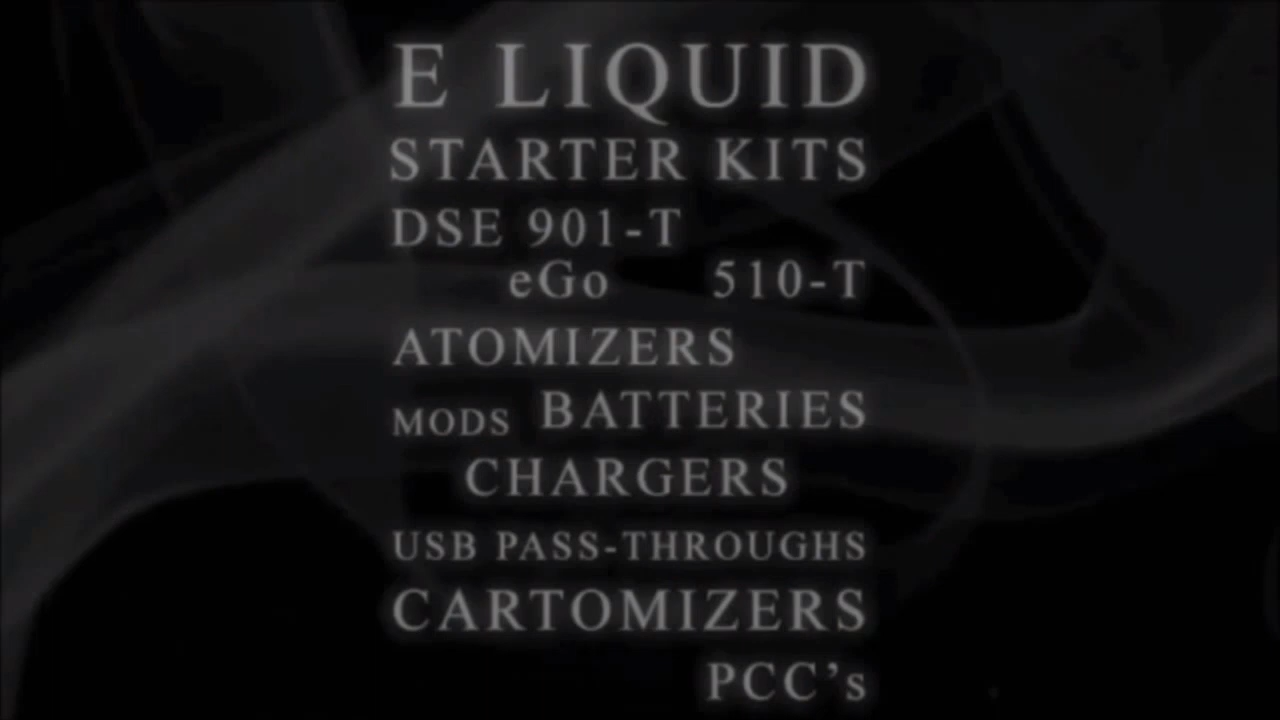 E LIQUID
STARTER KITS
DSE 901-T
eGo 510-T
ATOMIZERS
MODS BATTERIES
CHARGERS
USB PASS-THROUGHS
CARTOMIZERS
PCC’s